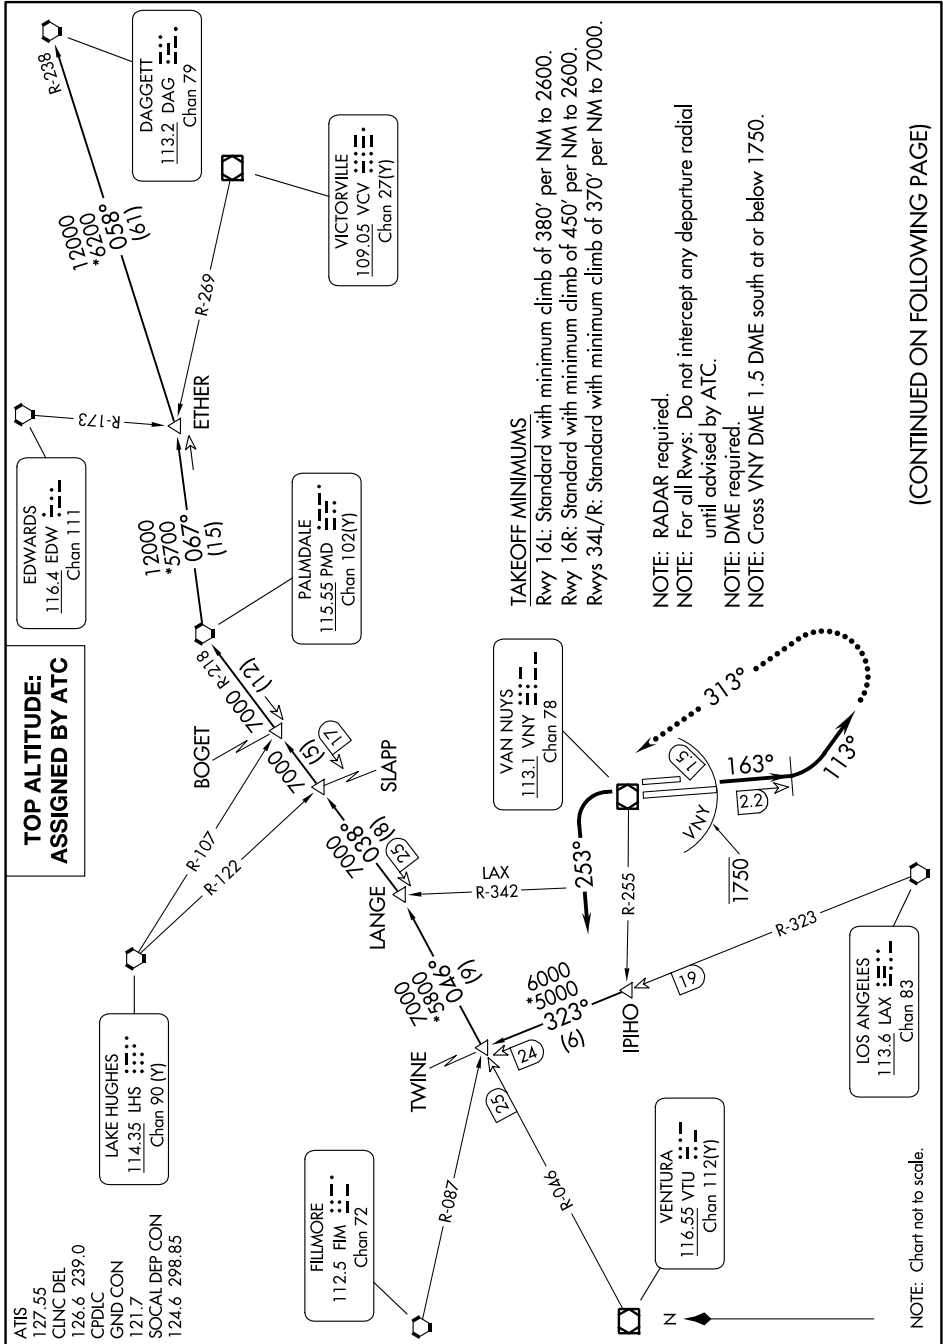 ATIS
127.55
CLNC DEL
126.6 239.0
CPDLC
GND CON
121.7
SOCAL DEP CON
124.6 298.85
TOP ALTITUDE:
ASSIGNED BY ATC
EDWARDS
116.4 EDW
Chan 111
DAGGETT
113.2 DAG
Chan 79
R-238
12000
*6200
058°
(61)
VICTORVILLE
109.05 VCV
Chan 27(Y)
R-269
R-173
ETHER
12000
*5700
067°
(15)
PALMDALE
115.55 PMD
Chan 102(Y)
R-218
7000
(12)
BOGET
7000
(5)
17
SLAPP
R-107
R-122
LAKE HUGHES
114.35 LHS
Chan 90 (Y)
7000
038°
(8)
25
LANGE
LAX
R-342
7000
*5800
046°
(9)
TWINE
24
25
FILLMORE
112.5 FIM
Chan 72
R-087
R-046
VENTURA
116.55 VTU
Chan 112(Y)
6000
*5000
323°
(6)
IPIHO
19
R-255
R-323
LOS ANGELES
113.6 LAX
Chan 83
VAN NUYS
113.1 VNY
Chan 78
253°
313°
163°
113°
1.5
2.2
VNY
1750
TAKEOFF MINIMUMS
Rwy 16L: Standard with minimum climb of 380' per NM to 2600.
Rwy 16R: Standard with minimum climb of 450' per NM to 2600.
Rwys 34L/R: Standard with minimum climb of 370' per NM to 7000.
NOTE: RADAR required.
NOTE: For all Rwys: Do not intercept any departure radial
until advised by ATC.
NOTE: DME required.
NOTE: Cross VNY DME 1.5 DME south at or below 1750.
(CONTINUED ON FOLLOWING PAGE)
N
NOTE: Chart not to scale.